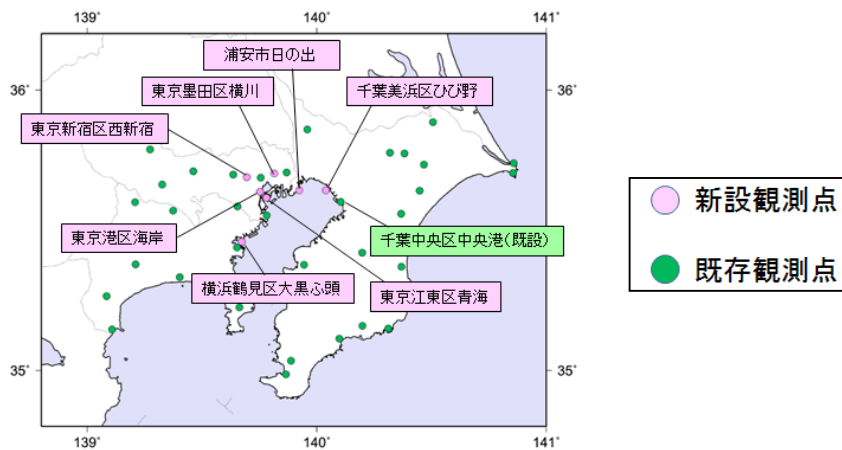 139° 140° 141°
浦安市日の出
36° 36°
東京墨田区横川 千葉美浜区ひび野
東京新宿区西新宿
新設観測点
東京港区海岸 千葉中央区中央港(既設)
既存観測点
横浜鶴見区大黒ふ頭 東京江東区青海
35° 35°
139° 140° 141°